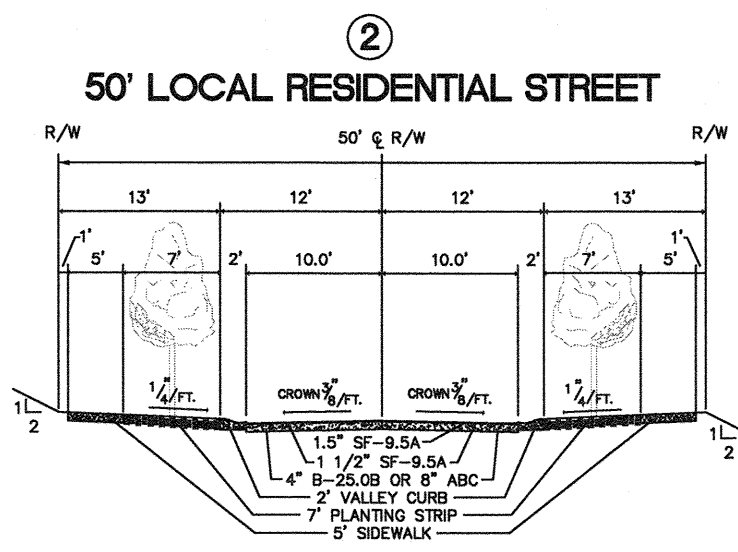 2
50' LOCAL RESIDENTIAL STREET
R/W 50' ℄ R/W R/W
13' 12' 12' 13'
1' 5' 7' 2' 10.0' 10.0' 2' 7' 5' 1'
1/4"/FT. CROWN 3/8"/FT. CROWN 3/8"/FT. 1/4"/FT.
1 2 1 2
1.5" SF-9.5A
1 1/2" SF-9.5A
4" B-25.0B OR 8" ABC
2' VALLEY CURB
7' PLANTING STRIP
5' SIDEWALK